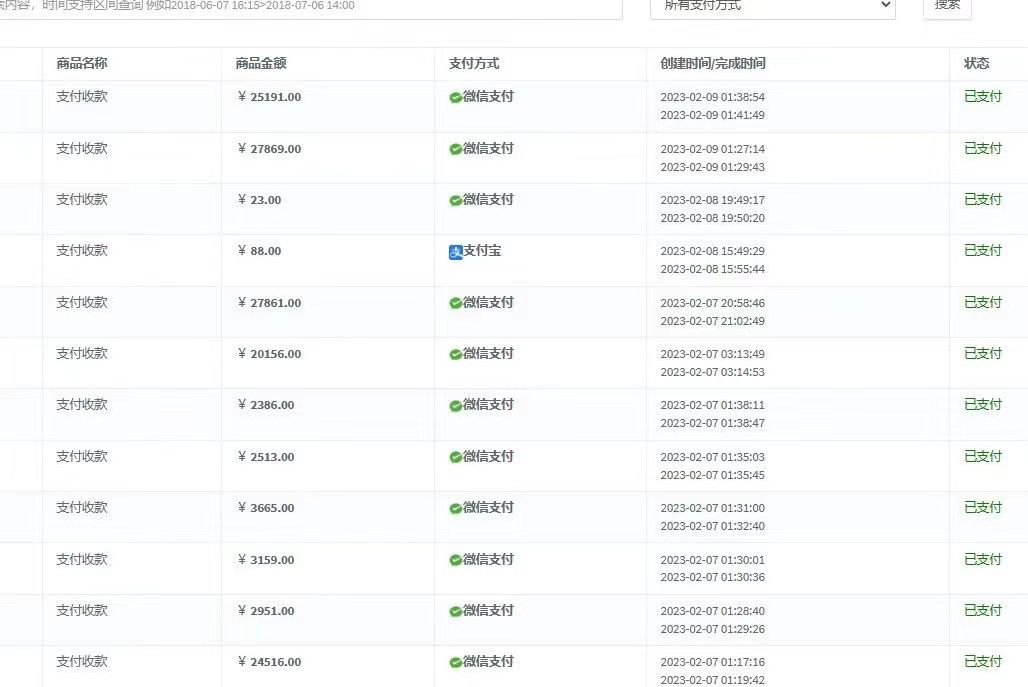 内容，时间支持区间查询 例如2018-06-07 16:15>2018-07-06 14:00
所有支付方式
搜索
商品名称 商品金额 支付方式 创建时间/完成时间 状态
支付收款 ¥ 25191.00 微信支付 2023-02-09 01:38:54 已支付
2023-02-09 01:41:49
支付收款 ¥ 27869.00 微信支付 2023-02-09 01:27:14 已支付
2023-02-09 01:29:43
支付收款 ¥ 23.00 微信支付 2023-02-08 19:49:17 已支付
2023-02-08 19:50:20
支付收款 ¥ 88.00 支付宝 2023-02-08 15:49:29 已支付
2023-02-08 15:55:44
支付收款 ¥ 27861.00 微信支付 2023-02-07 20:58:46 已支付
2023-02-07 21:02:49
支付收款 ¥ 20156.00 微信支付 2023-02-07 03:13:49 已支付
2023-02-07 03:14:53
支付收款 ¥ 2386.00 微信支付 2023-02-07 01:38:11 已支付
2023-02-07 01:38:47
支付收款 ¥ 2513.00 微信支付 2023-02-07 01:35:03 已支付
2023-02-07 01:35:45
支付收款 ¥ 3665.00 微信支付 2023-02-07 01:31:00 已支付
2023-02-07 01:32:40
支付收款 ¥ 3159.00 微信支付 2023-02-07 01:30:01 已支付
2023-02-07 01:30:36
支付收款 ¥ 2951.00 微信支付 2023-02-07 01:28:40 已支付
2023-02-07 01:29:26
支付收款 ¥ 24516.00 微信支付 2023-02-07 01:17:16 已支付
2023-02-07 01:19:42